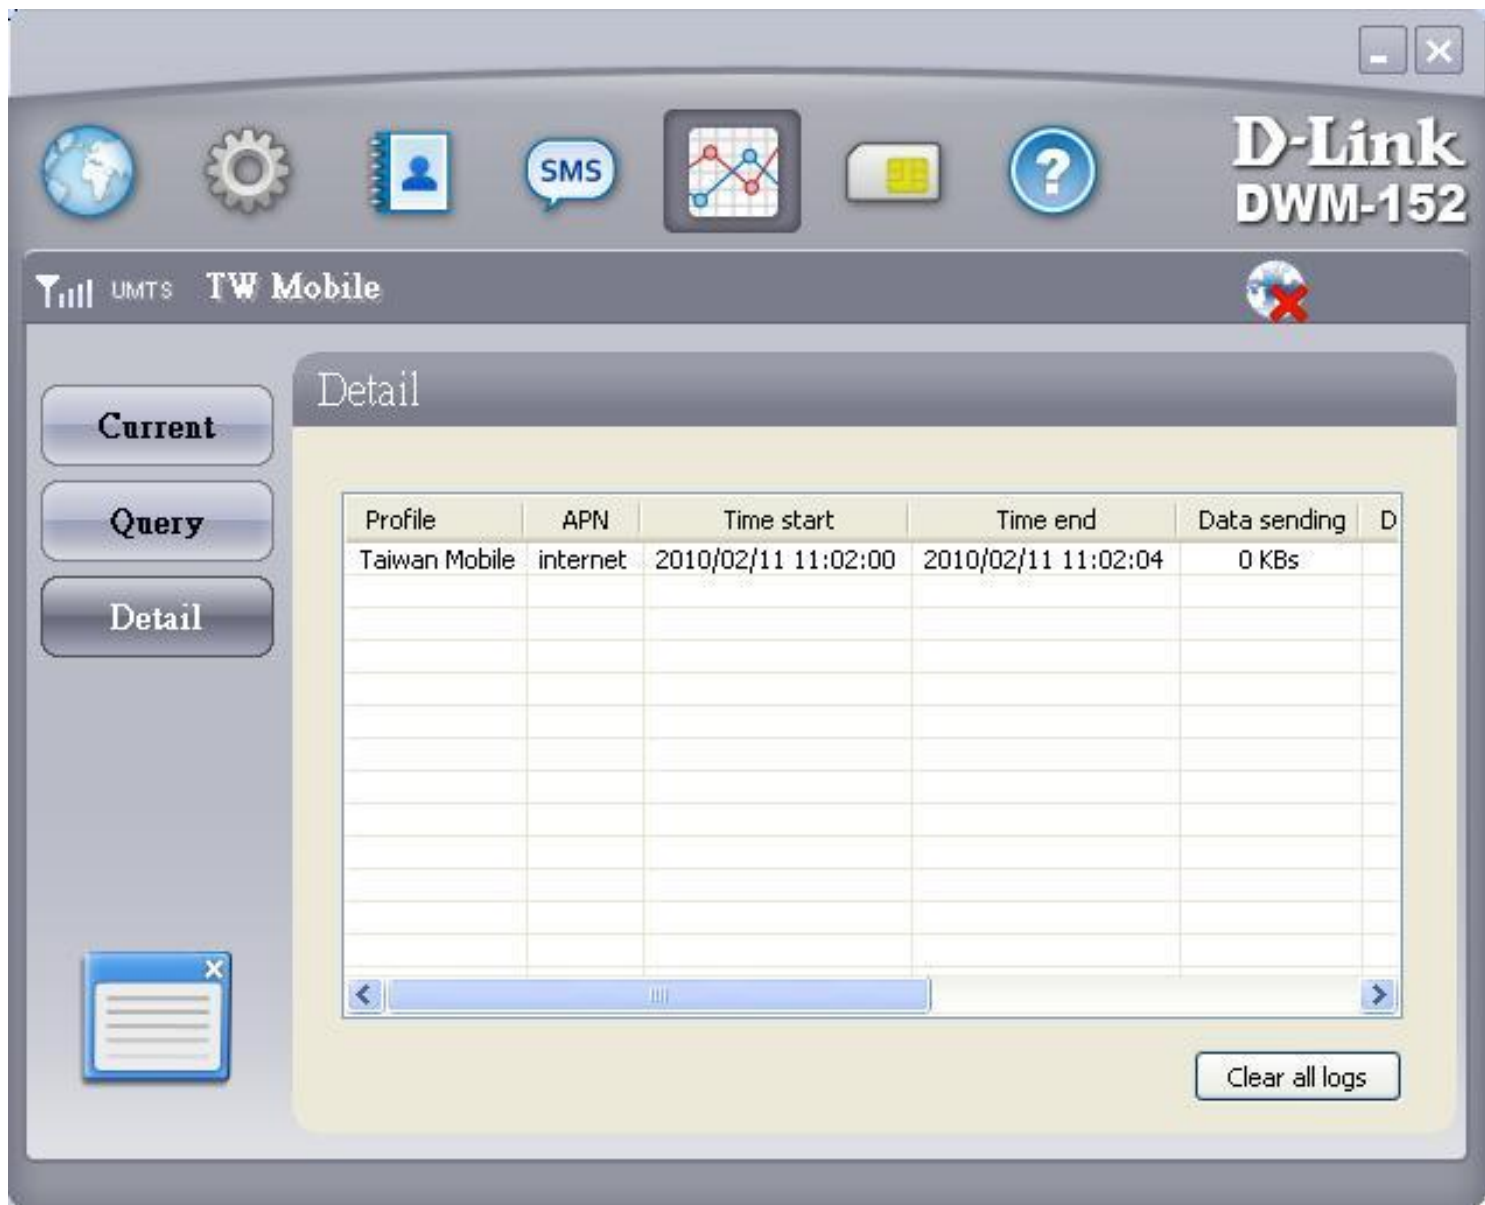 SMS
D-Link
DWM-152
UMTS TW Mobile
Current
Query
Detail
Detail
Profile APN Time start Time end Data sending D
Taiwan Mobile internet 2010/02/11 11:02:00 2010/02/11 11:02:04 0 KBs
Clear all logs